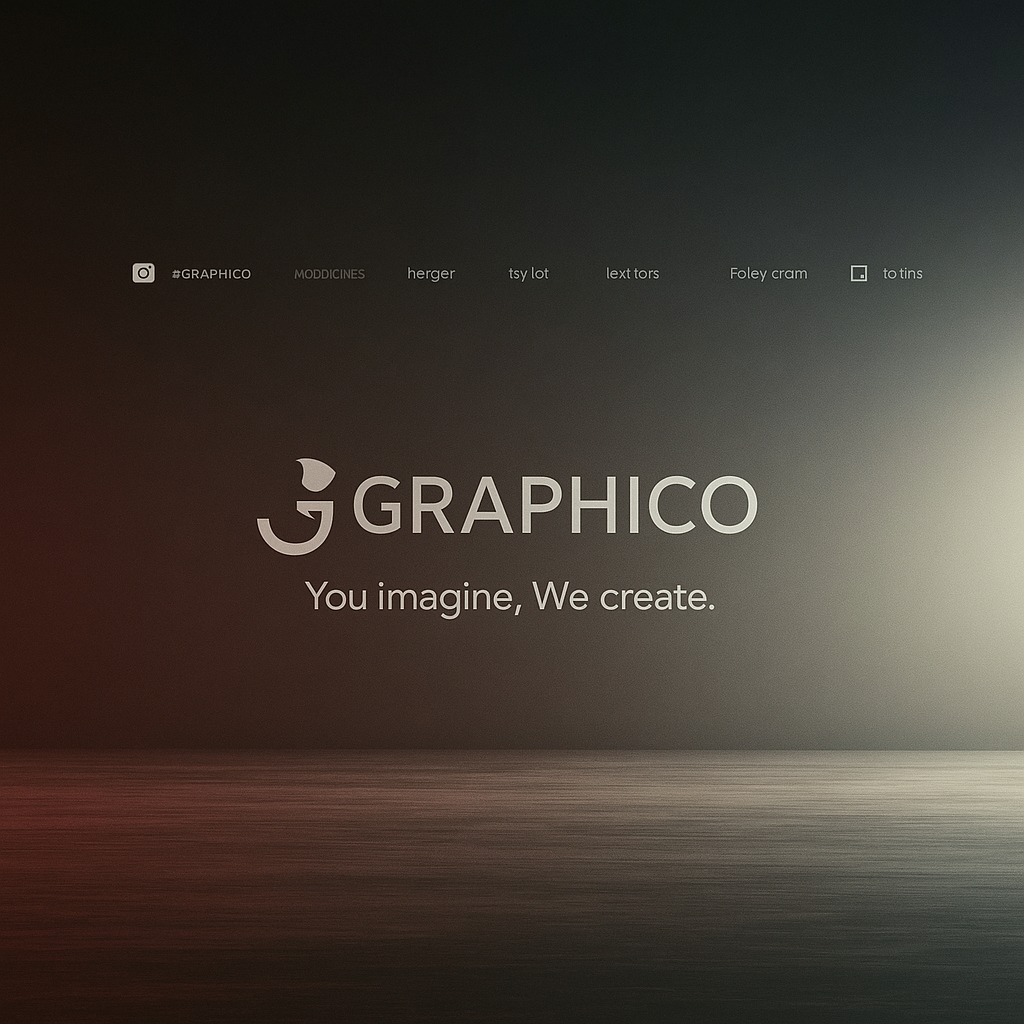 #GRAPHICO MODDICINES herger tsy lot lext tors Foley cram to tins
GRAPHICO
You imagine, We create.